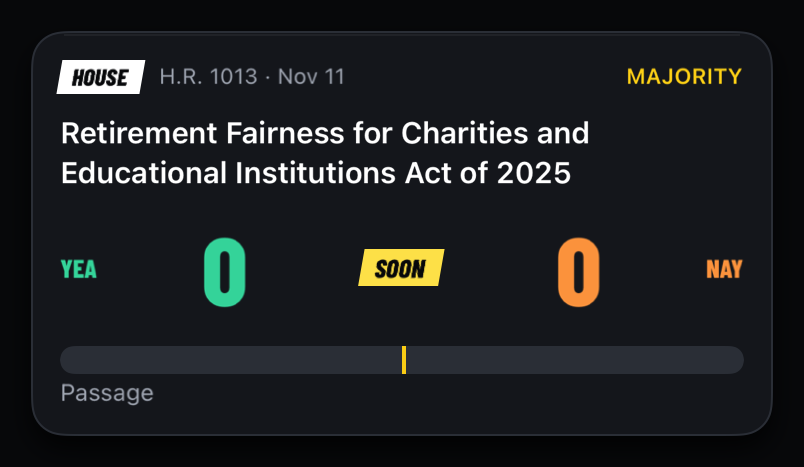 HOUSE H.R. 1013 · Nov 11 MAJORITY
Retirement Fairness for Charities and
Educational Institutions Act of 2025
YEA 0 SOON 0 NAY
Passage